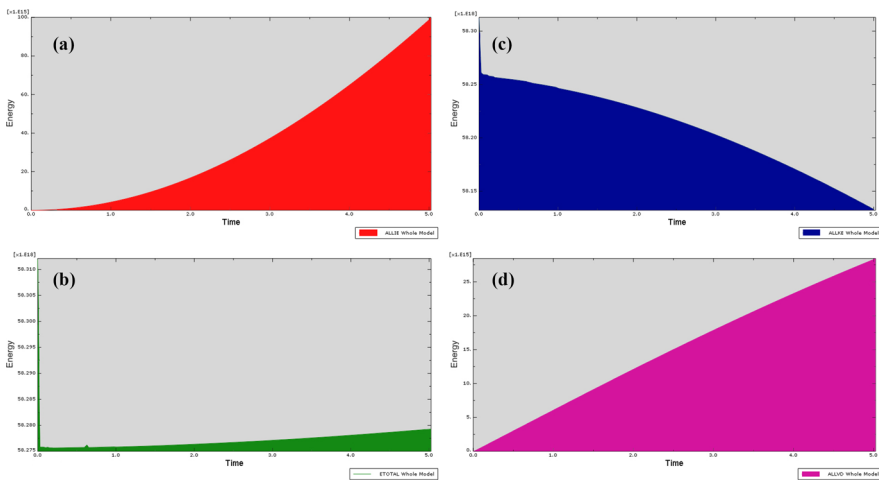 [x1.E15]
100.
(a)
80.
60.
Energy
40.
20.
0.
0.0 1.0 2.0 3.0 4.0 5.0
Time
ALLIE Whole Model
[x1.E18]
58.30
(c)
58.25
Energy
58.20
58.15
0.0 1.0 2.0 3.0 4.0 5.0
Time
ALLKE Whole Model
[x1.E18]
58.310
(b)
58.305
58.300
58.295
Energy
58.290
58.285
58.280
58.275
0.0 1.0 2.0 3.0 4.0 5.0
Time
ETOTAL Whole Model
[x1.E15]
(d)
25.
20.
15.
Energy
10.
5.
0.
0.0 1.0 2.0 3.0 4.0 5.0
Time
ALLVD Whole Model